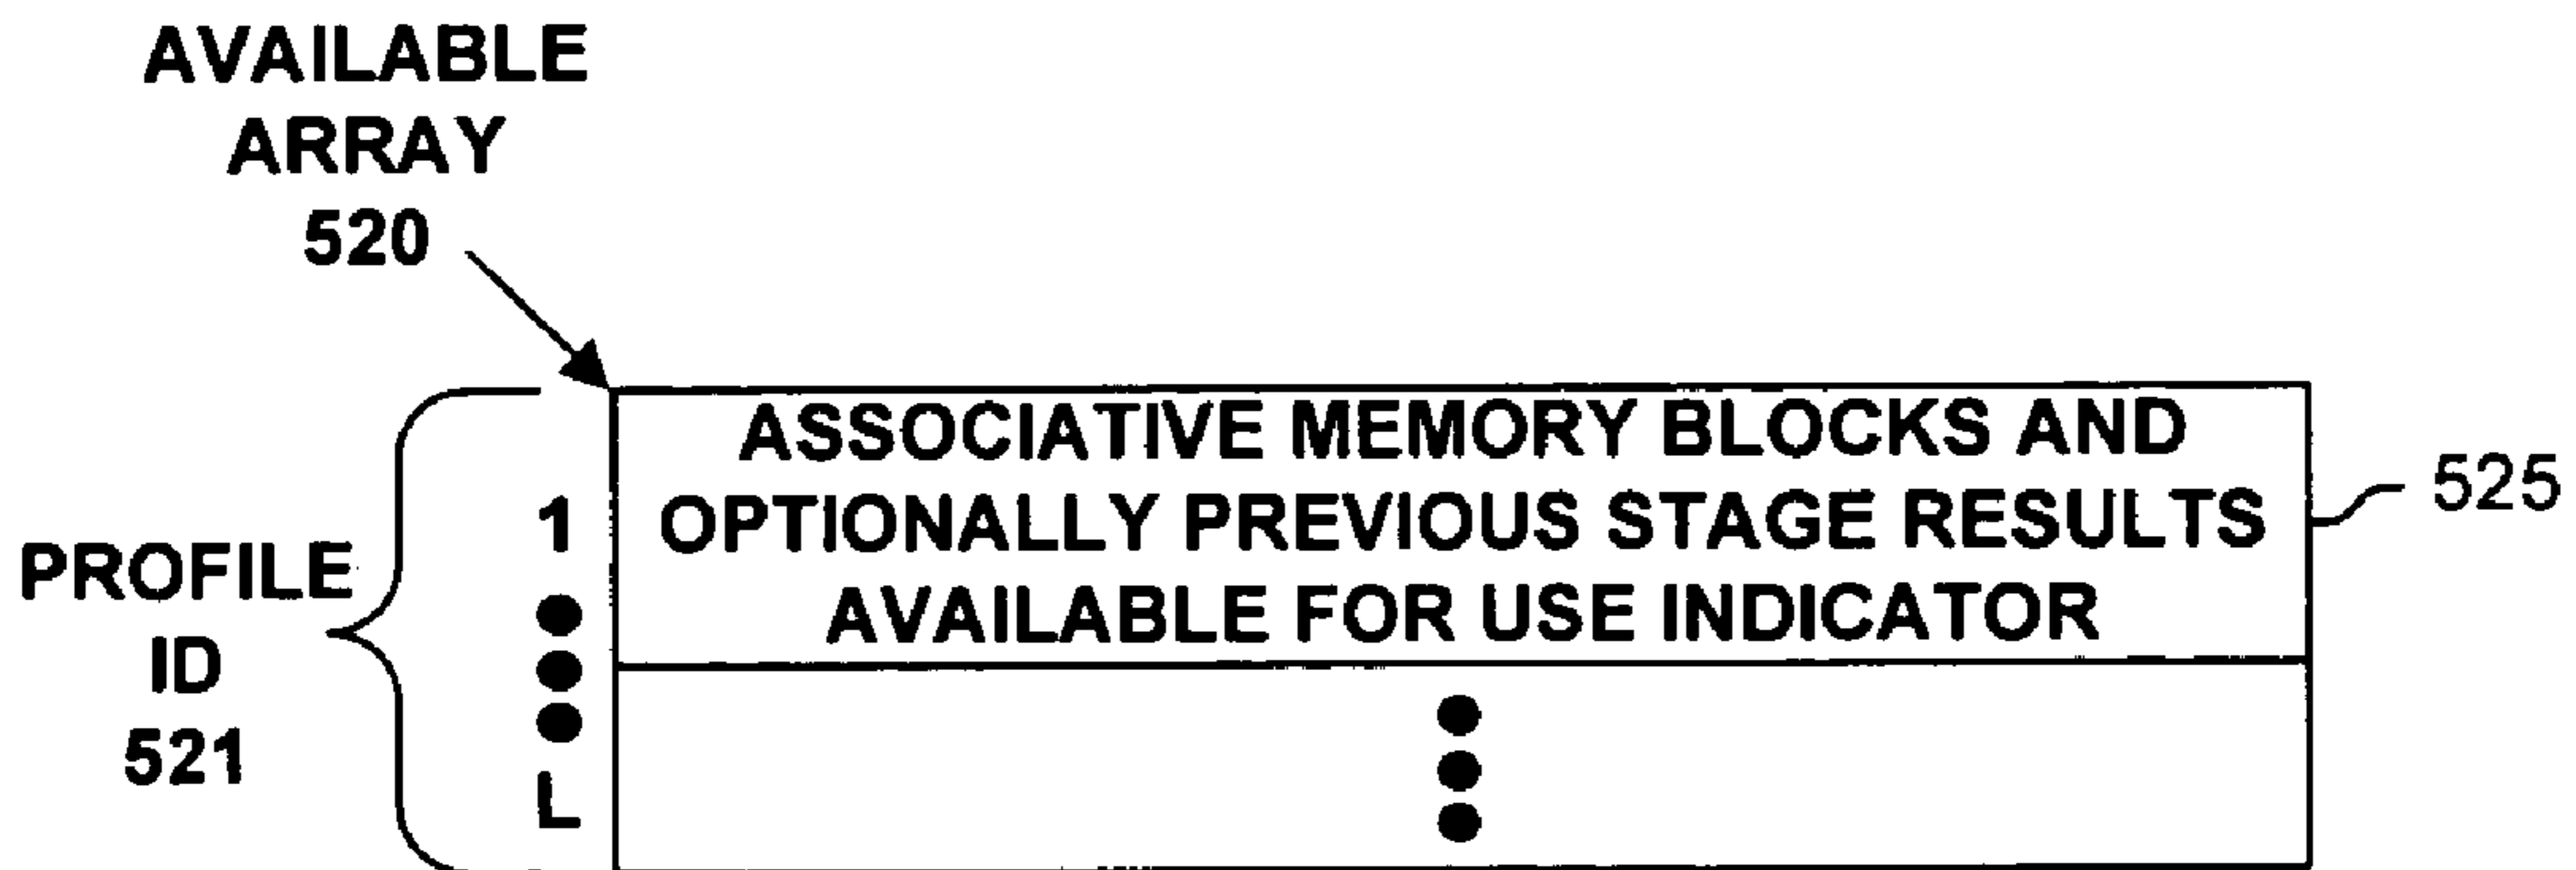 AVAILABLE
ARRAY
520
ASSOCIATIVE MEMORY BLOCKS AND
1 OPTIONALLY PREVIOUS STAGE RESULTS
AVAILABLE FOR USE INDICATOR
525
PROFILE
ID
521
L